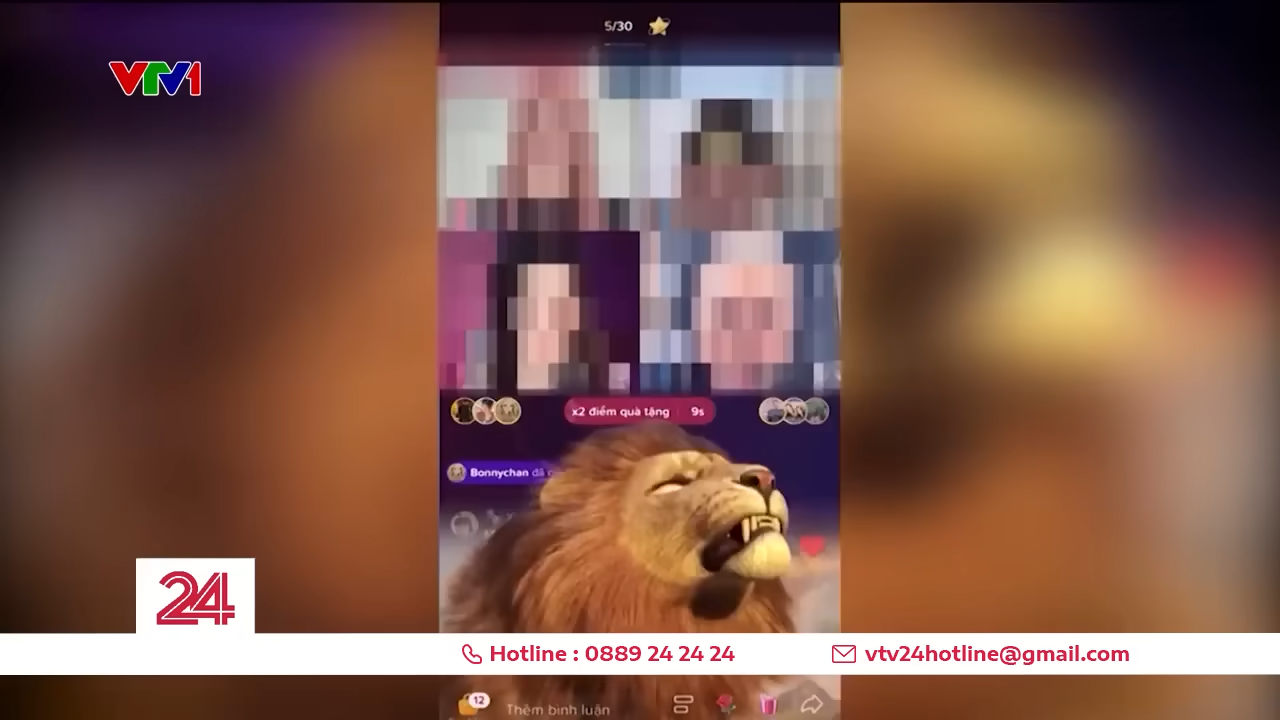 5/30
VTV1
x2 điểm quà tặng 9s
Bonnychan đã
24
Hotline : 0889 24 24 24
vtv24hotline@gmail.com
12
Thêm bình luận